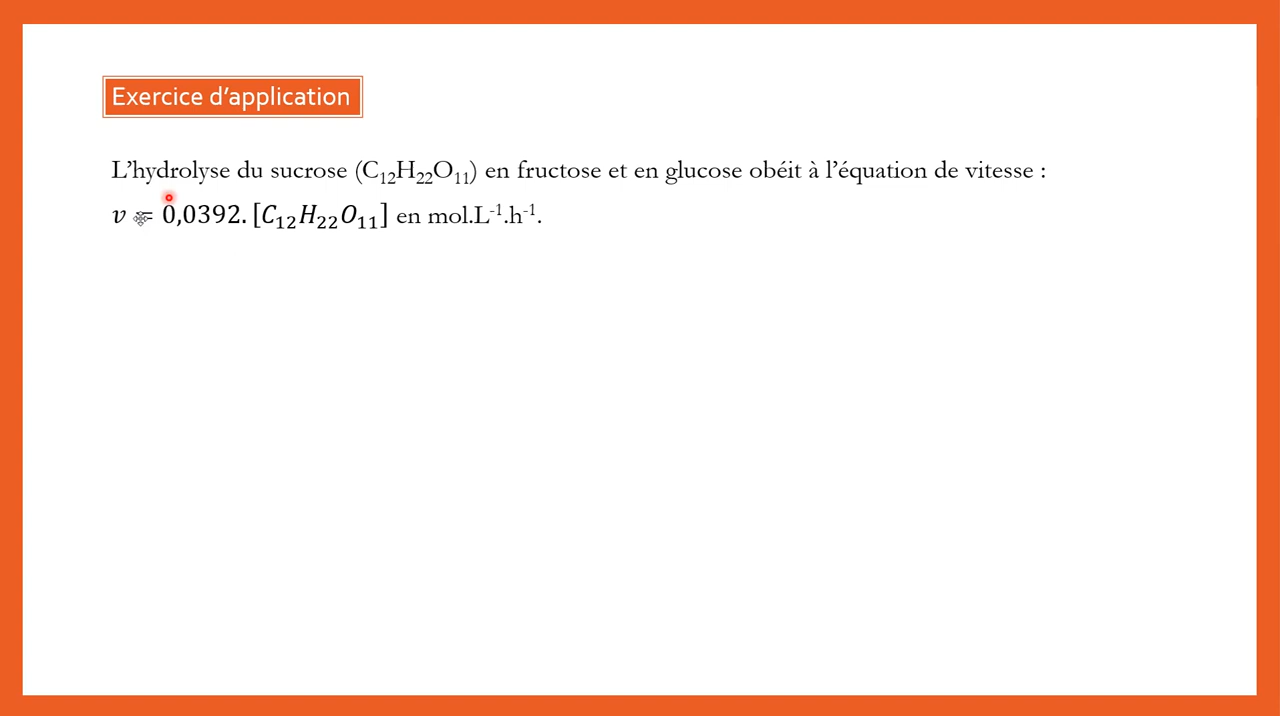 Exercice d’application
L’hydrolyse du sucrose (C₁₂H₂₂O₁₁) en fructose et en glucose obéit à l’équation de vitesse :
v = 0,0392. [C₁₂H₂₂O₁₁] en mol.L⁻¹.h⁻¹.